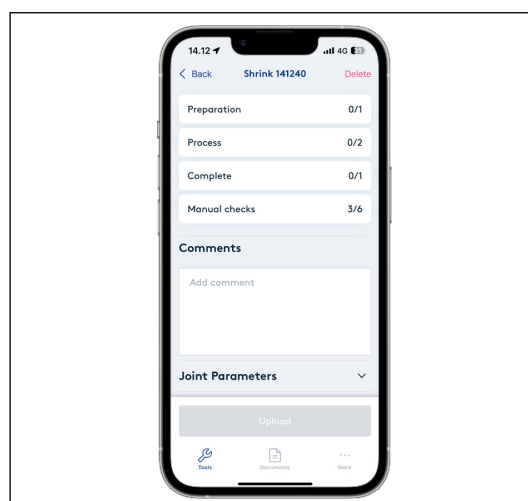 14.12 4G 31
Back Shrink 141240 Delete
Preparation 0/1
Process 0/2
Complete 0/1
Manual checks 3/6
Comments
Add comment
Joint Parameters
Upload
Tools Documents More